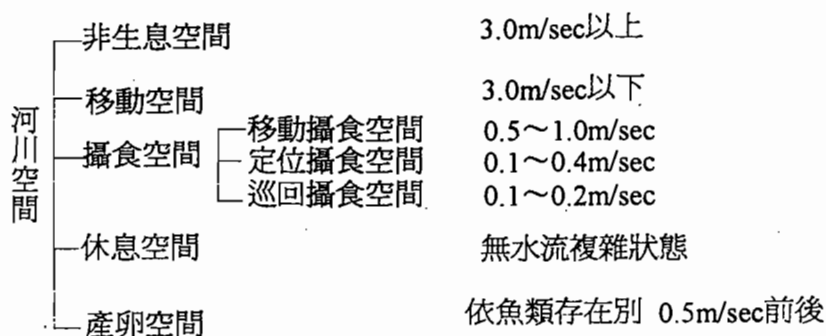 河川空間
非生息空間 3.0m/sec以上
移動空間 3.0m/sec以下
攝食空間
移動攝食空間 0.5～1.0m/sec
定位攝食空間 0.1～0.4m/sec
巡回攝食空間 0.1～0.2m/sec
休息空間 無水流複雜狀態
產卵空間 依魚類存在別 0.5m/sec前後